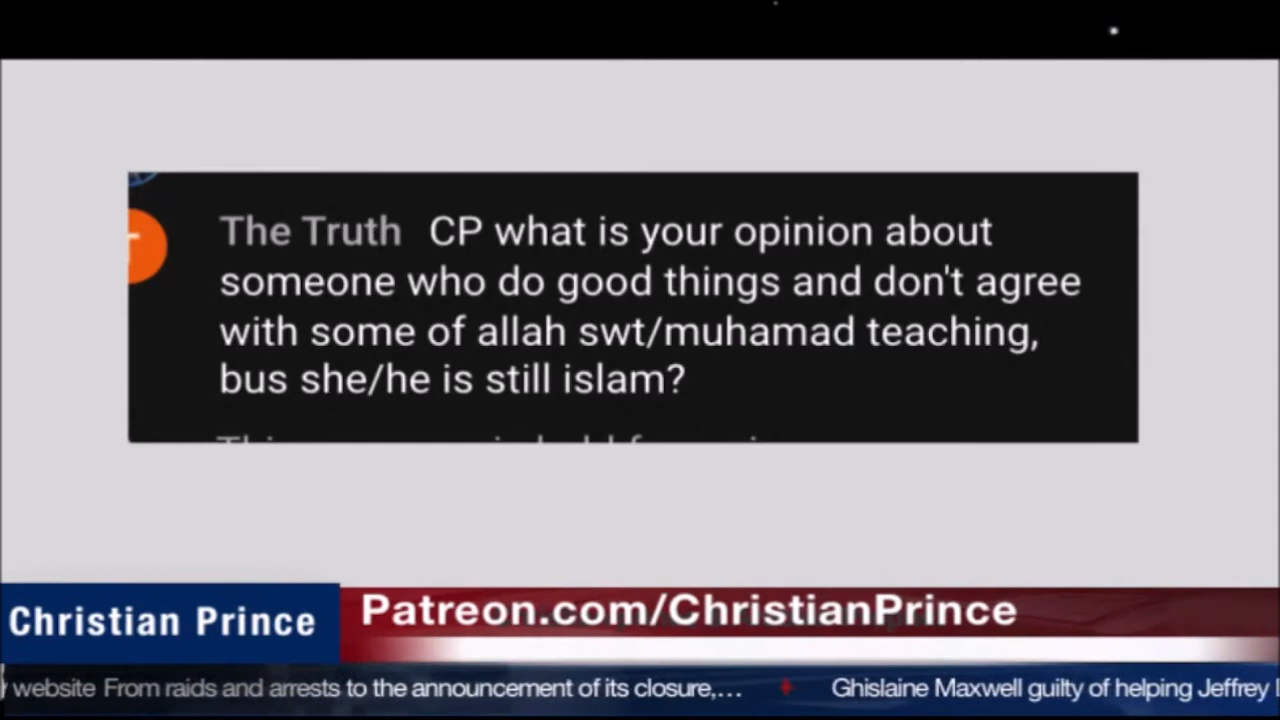 The Truth CP what is your opinion about
someone who do good things and don't agree
with some of allah swt/muhamad teaching,
bus she/he is still islam?
Christian Prince
Patreon.com/ChristianPrince
website From raids and arrests to the announcement of its closure,... Ghislaine Maxwell guilty of helping Jeffrey